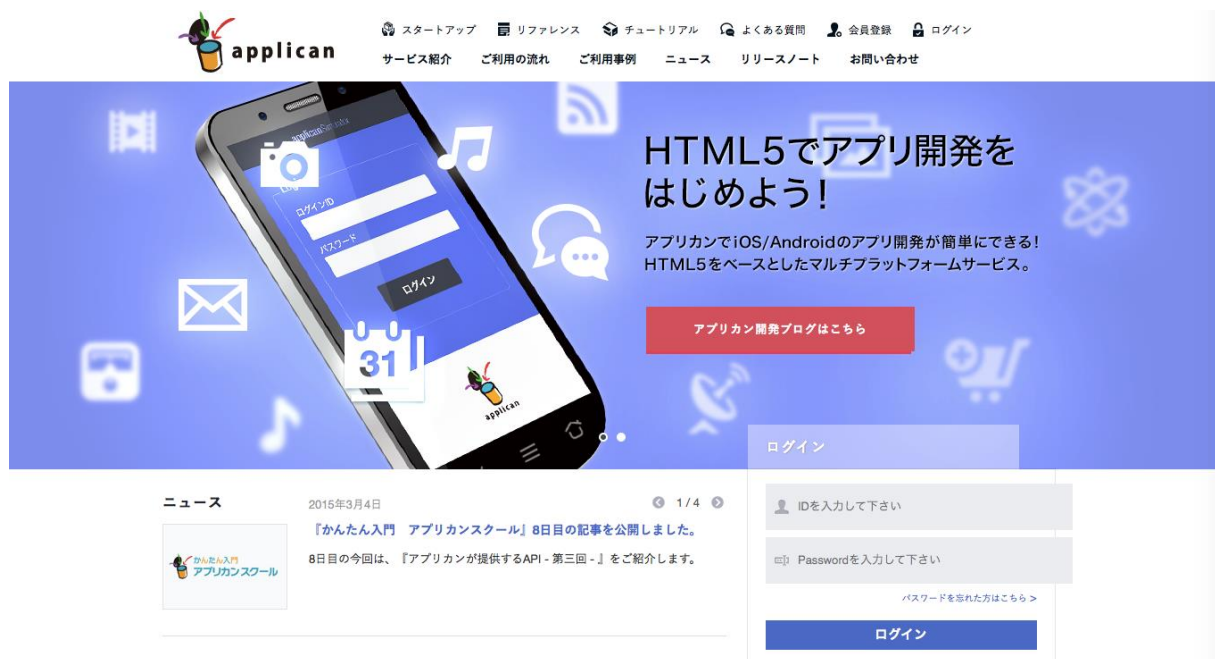 applican
スタートアップ リファレンス チュートリアル よくある質問 会員登録 ログイン
サービス紹介 ご利用の流れ ご利用事例 ニュース リリースノート お問い合わせ
ログインID
パスワード
ログイン
31
applican
HTML5でアプリ開発を
はじめよう!
アプリカンでiOS/Androidのアプリ開発が簡単にできる!
HTML5をベースとしたマルチプラットフォームサービス。
アプリカン開発ブログはこちら
ニュース
2015年3月4日
1/4
『かんたん入門 アプリカンスクール』8日目の記事を公開しました。
8日目の今回は、『アプリカンが提供するAPI - 第三回 - 』をご紹介します。
かんたん入門
アプリカンスクール
ログイン
IDを入力して下さい
Passwordを入力して下さい
パスワードを忘れた方はこちら >
ログイン